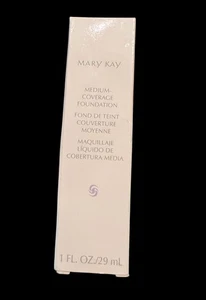 MARY KAY
MEDIUM-
COVERAGE
FOUNDATION
FOND DE TEINT
COUVERTURE
MOYENNE
MAQUILLAJE
LÍQUIDO DE
COBERTURA MEDIA
1 FL. OZ./29 mL